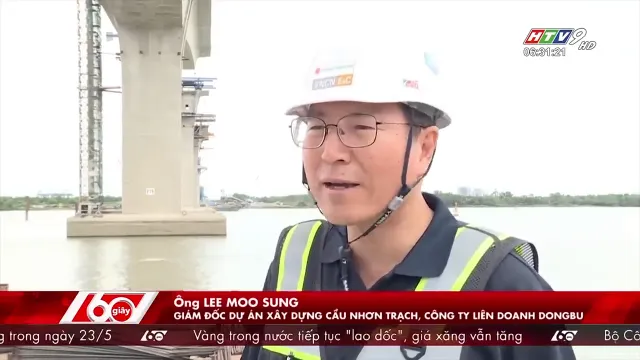 HTV9 HD
06:31:21
60 giây
Ông LEE MOO SUNG
GIÁM ĐỐC DỰ ÁN XÂY DỰNG CẦU NHƠN TRẠCH, CÔNG TY LIÊN DOANH DONGBU
g trong ngày 23/5 60 Vàng trong nước tiếp tục "lao dốc", giá xăng vẫn tăng 60 Bộ Cô